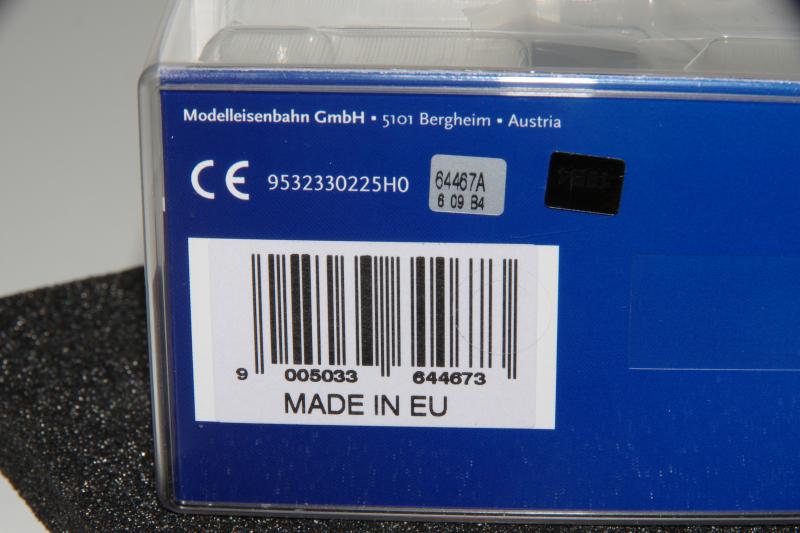 Modelleisenbahn GmbH ▪ 5101 Bergheim ▪ Austria
CE 9532330225H0
64467A
6 09 B4
9 005033 644673
MADE IN EU